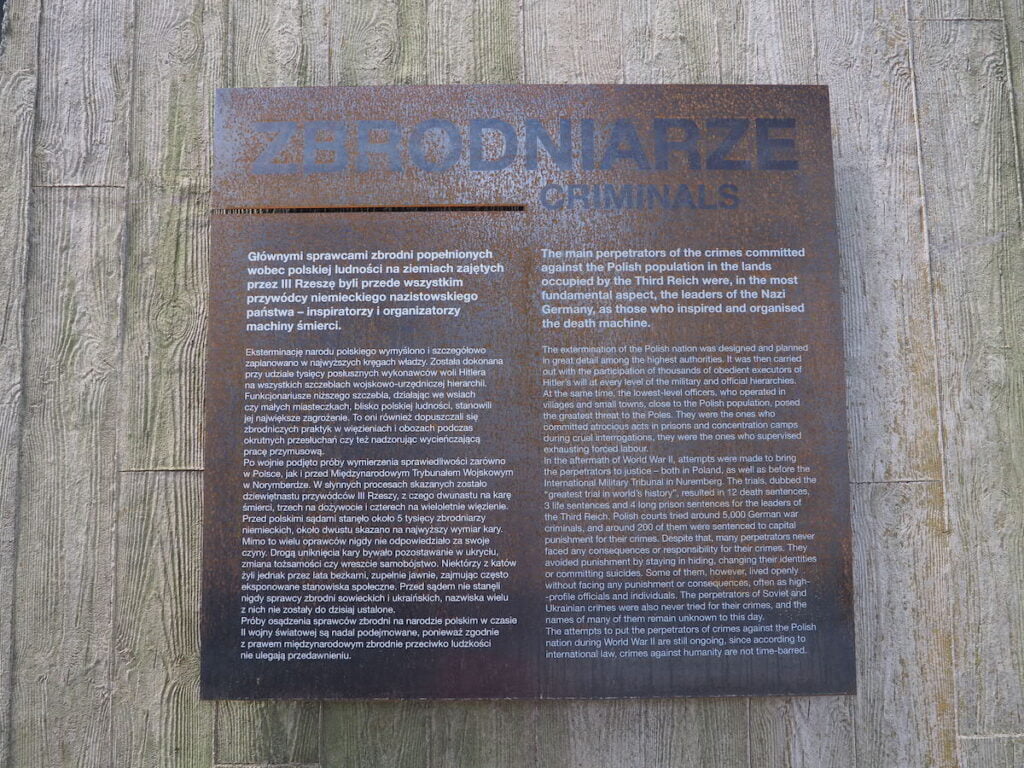 ZBRODNIARZE
CRIMINALS
Głównymi sprawcami zbrodni popełnionych
wobec polskiej ludności na ziemiach zajętych
przez III Rzeszę byli przede wszystkim
przywódcy niemieckiego nazistowskiego
państwa – inspiratorzy i organizatorzy
machiny śmierci.
Eksterminację narodu polskiego wymyślono i szczegółowo
zaplanowano w najwyższych kręgach władzy. Została dokonana
przy udziale tysięcy posłusznych wykonawców woli Hitlera
na wszystkich szczeblach wojskowo-urzędniczej hierarchii.
Funkcjonariusze niższego szczebla, działając we wsiach
czy małych miasteczkach, blisko polskiej ludności, stanowili
jej największe zagrożenie. To oni również dopuszczali się
zbrodniczych praktyk w więzieniach i obozach podczas
okrutnych przesłuchań czy też nadzorując wycieńczającą
pracę przymusową.
Po wojnie podjęto próby wymierzenia sprawiedliwości zarówno
w Polsce, jak i przed Międzynarodowym Trybunałem Wojskowym
w Norymberdze. W słynnych procesach skazanych zostało
dziewiętnastu przywódców III Rzeszy, z czego dwunastu na karę
śmierci, trzech na dożywocie i czterech na wieloletnie więzienie.
Przed polskimi sądami stanęło około 5 tysięcy zbrodniarzy
niemieckich, około dwustu skazano na najwyższy wymiar kary.
Mimo to wielu oprawców nigdy nie odpowiedziało za swoje
czyny. Drogą uniknięcia kary bywało pozostawanie w ukryciu,
zmiana tożsamości czy wreszcie samobójstwo. Niektórzy z katów
żyli jednak przez lata bezkarni, zupełnie jawnie, zajmując często
eksponowane stanowiska społeczne. Przed sądem nie stanęli
nigdy sprawcy zbrodni sowieckich i ukraińskich, nazwiska wielu
z nich nie zostały do dzisiaj ustalone.
Próby osądzenia sprawców zbrodni na narodzie polskim w czasie
II wojny światowej są nadal podejmowane, ponieważ zgodnie
z prawem międzynarodowym zbrodnie przeciwko ludzkości
nie ulegają przedawnieniu.
The main perpetrators of the crimes committed
against the Polish population in the lands
occupied by the Third Reich were, in the most
fundamental aspect, the leaders of the Nazi
Germany, as those who inspired and organised
the death machine.
The extermination of the Polish nation was designed and planned
in great detail among the highest authorities. It was then carried
out with the participation of thousands of obedient executors of
Hitler's will at every level of the military and official hierarchies.
At the same time, the lowest-level officers, who operated in
villages and small towns, close to the Polish population, posed
the greatest threat to the Poles. They were the ones who
committed atrocious acts in prisons and concentration camps
during cruel interrogations, they were the ones who supervised
exhausting forced labour.
In the aftermath of World War II, attempts were made to bring
the perpetrators to justice – both in Poland, as well as before the
International Military Tribunal in Nuremberg. The trials, dubbed the
"greatest trial in world's history", resulted in 12 death sentences,
3 life sentences and 4 long prison sentences for the leaders of
the Third Reich. Polish courts tried around 5,000 German war
criminals, and around 200 of them were sentenced to capital
punishment for their crimes. Despite that, many perpetrators never
faced any consequences or responsibility for their crimes. They
avoided punishment by staying in hiding, changing their identities
or committing suicides. Some of them, however, lived openly
without facing any punishment or consequences, often as high-
-profile officials and individuals. The perpetrators of Soviet and
Ukrainian crimes were also never tried for their crimes, and the
names of many of them remain unknown to this day.
The attempts to put the perpetrators of crimes against the Polish
nation during World War II are still ongoing, since according to
international law, crimes against humanity are not time-barred.